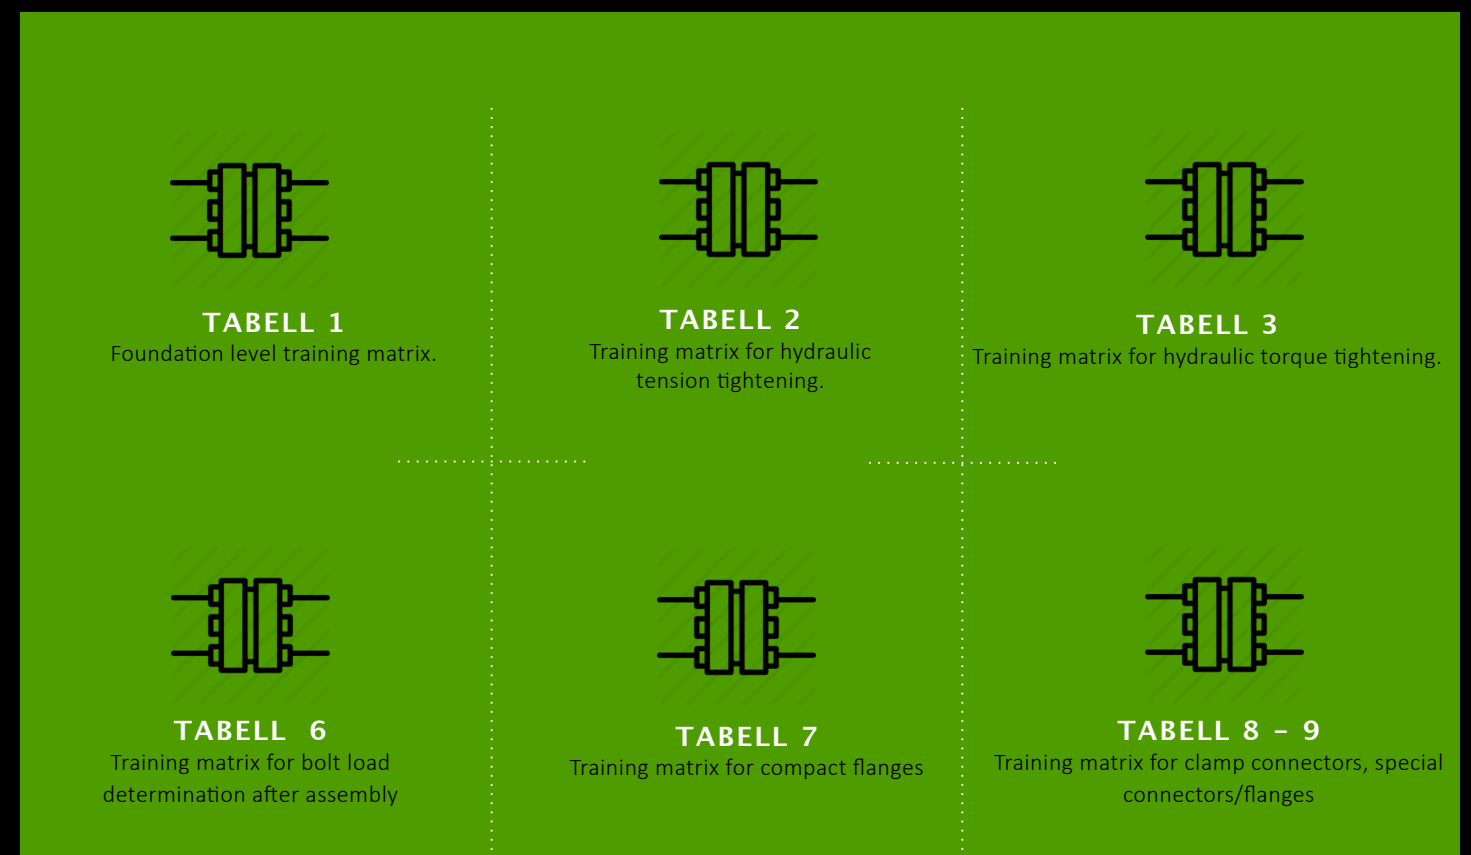 TABELL 1
Foundation level training matrix.
TABELL 2
Training matrix for hydraulic
tension tightening.
TABELL 3
Training matrix for hydraulic torque tightening.
TABELL 6
Training matrix for bolt load
determination after assembly
TABELL 7
Training matrix for compact flanges
TABELL 8 – 9
Training matrix for clamp connectors, special
connectors/flanges